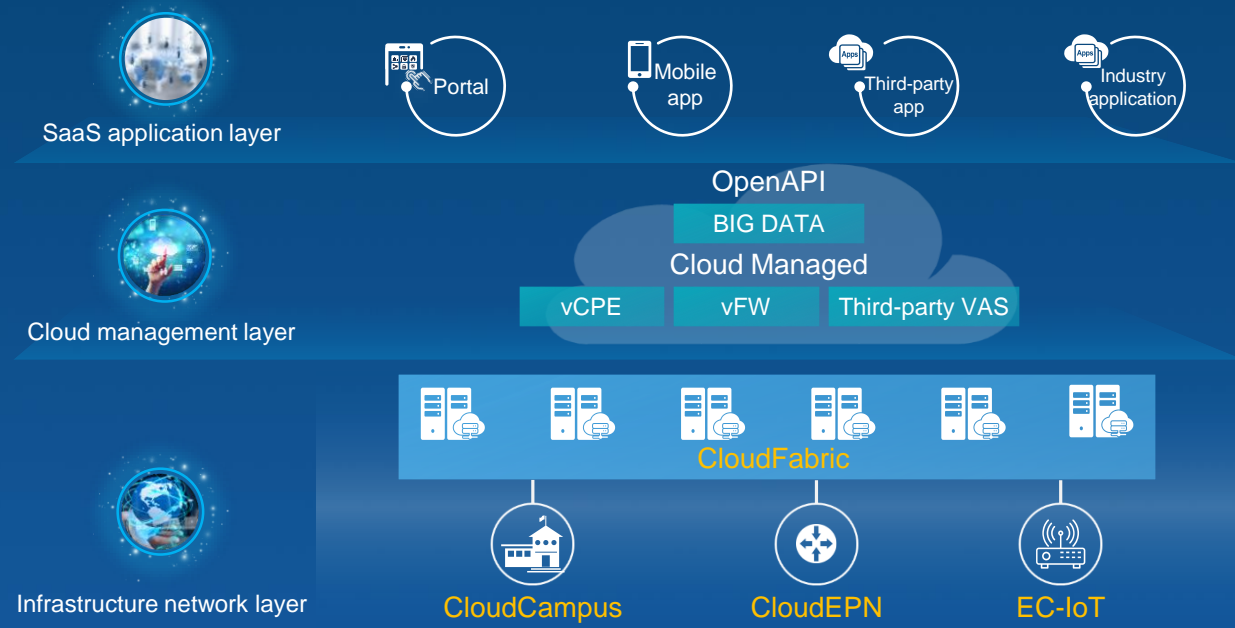 Portal
Mobile
app
Apps
Third-party
app
Apps
Industry
application
SaaS application layer
OpenAPI
BIG DATA
Cloud Managed
vCPE
vFW
Third-party VAS
Cloud management layer
CloudFabric
Infrastructure network layer
CloudCampus
CloudEPN
EC-IoT